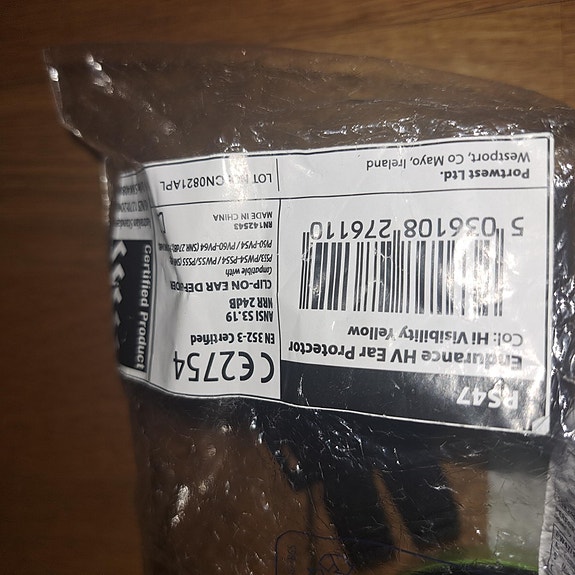 PS47
Endurance HV Ear Protector
Col: Hi Visibility Yellow
5 036108 276110
Portwest Ltd.
Westport, Co Mayo, Ireland
CE2754
EN 352-3 Certified
ANSI S3.19
NRR 24dB
CLIP-ON EAR DEFENDER
Compatible with
RN142543
MADE IN CHINA
LOT No: CN0821APL
Certified Product